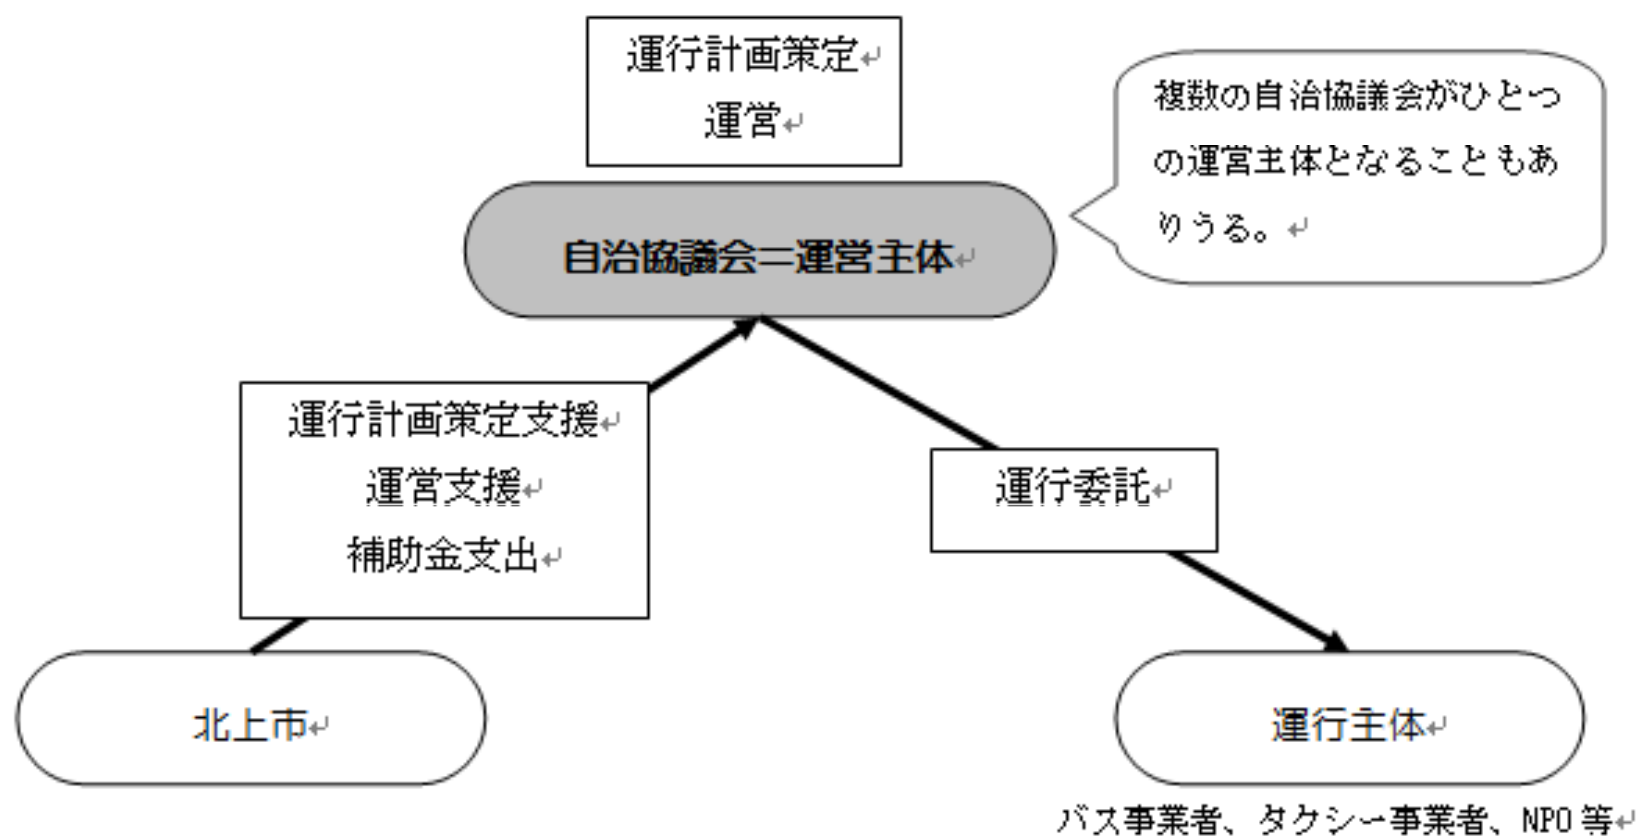 運行計画策定
運営
複数の自治協議会がひとつ
の運営主体となることもあ
りうる。
自治協議会＝運営主体
運行計画策定支援
運営支援
補助金支出
運行委託
北上市
運行主体
バス事業者、タクシー事業者、NPO等